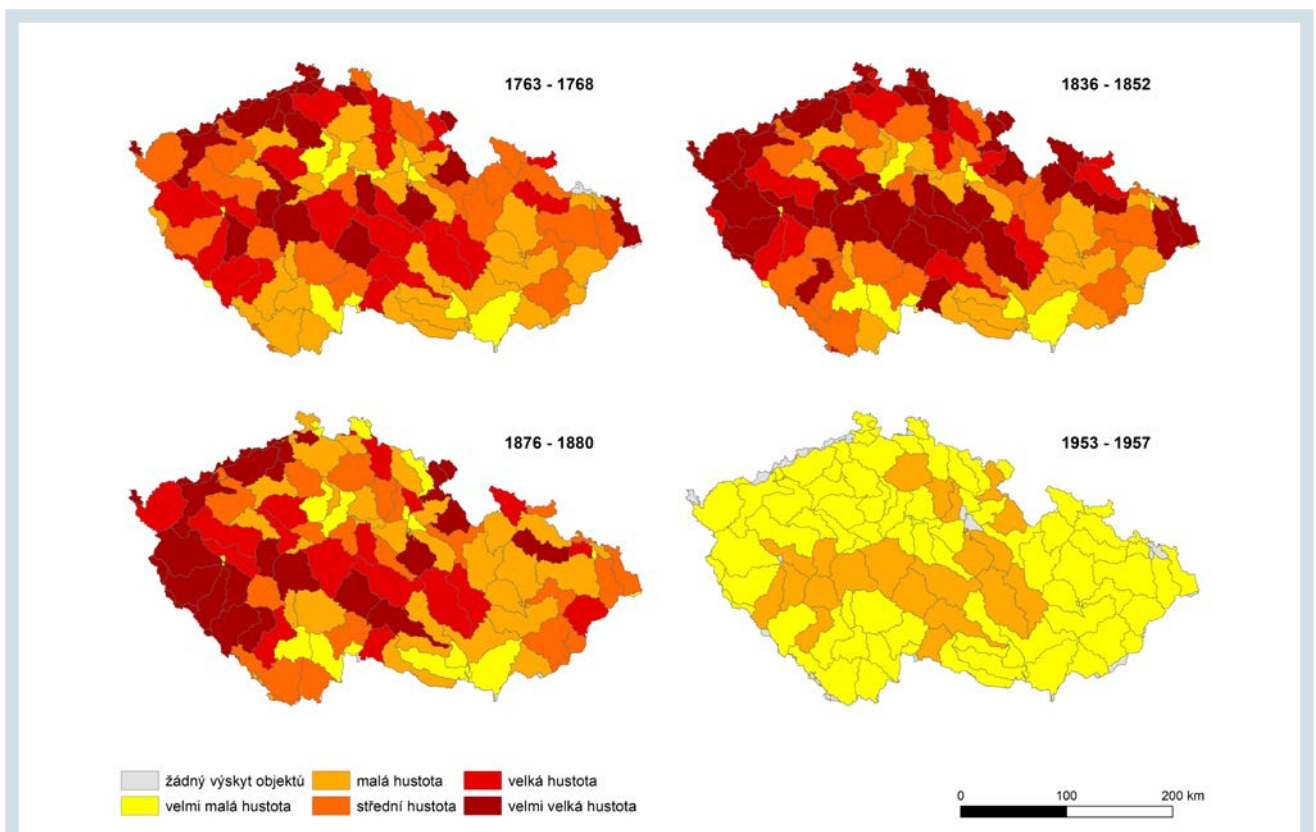 1763 - 1768
1836 - 1852
1876 - 1880
1953 - 1957
žádný výskyt objektů
malá hustota
velká hustota
velmi malá hustota
střední hustota
velmi velká hustota
0 100 200 km